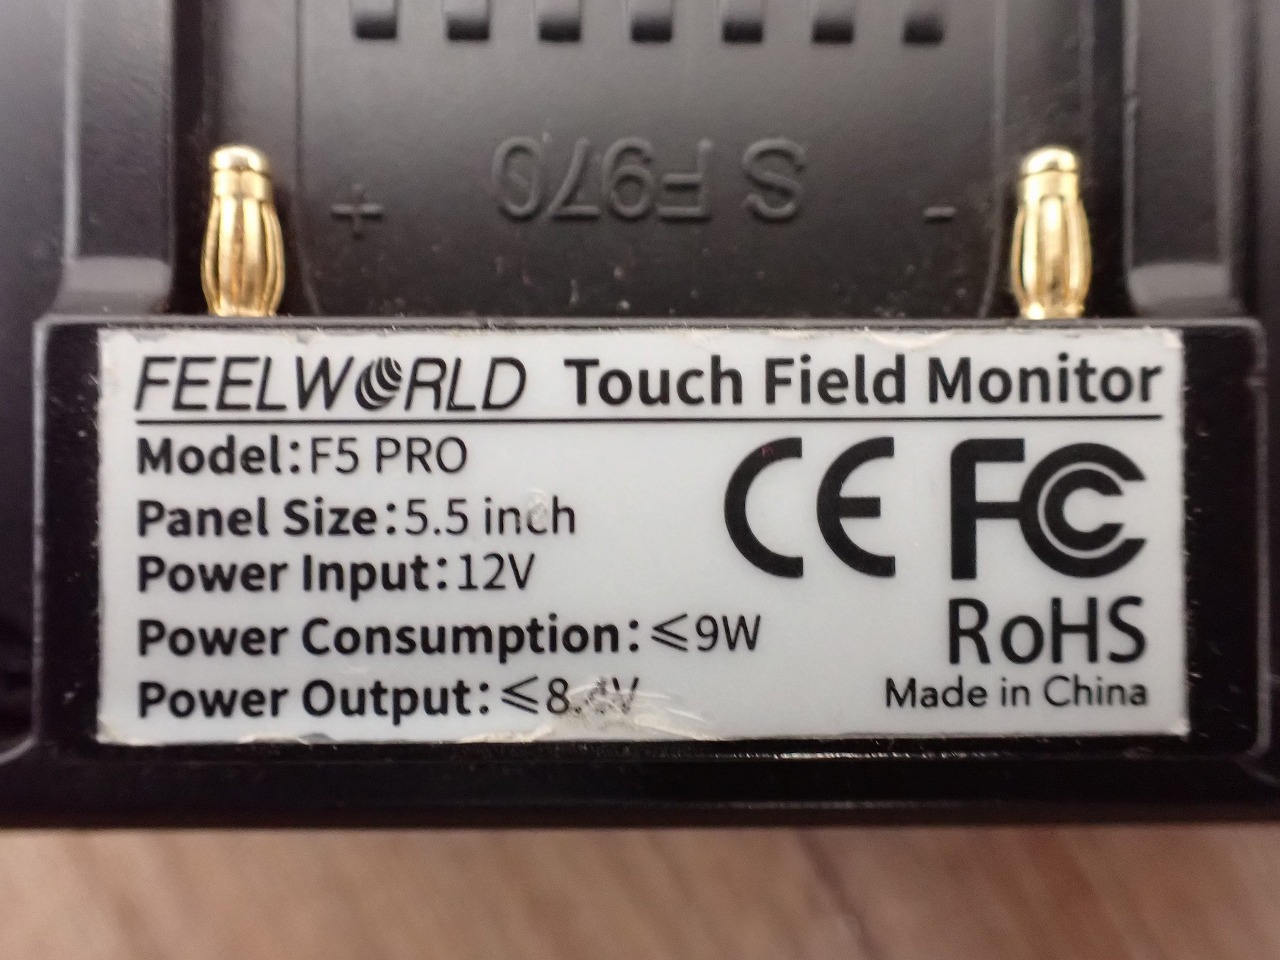 + S F970 -
FEELWORLD Touch Field Monitor
Model:F5 PRO
Panel Size:5.5 inch
Power Input:12V
Power Consumption:≤9W
Power Output:≤8.4V
CE FC
RoHS
Made in China